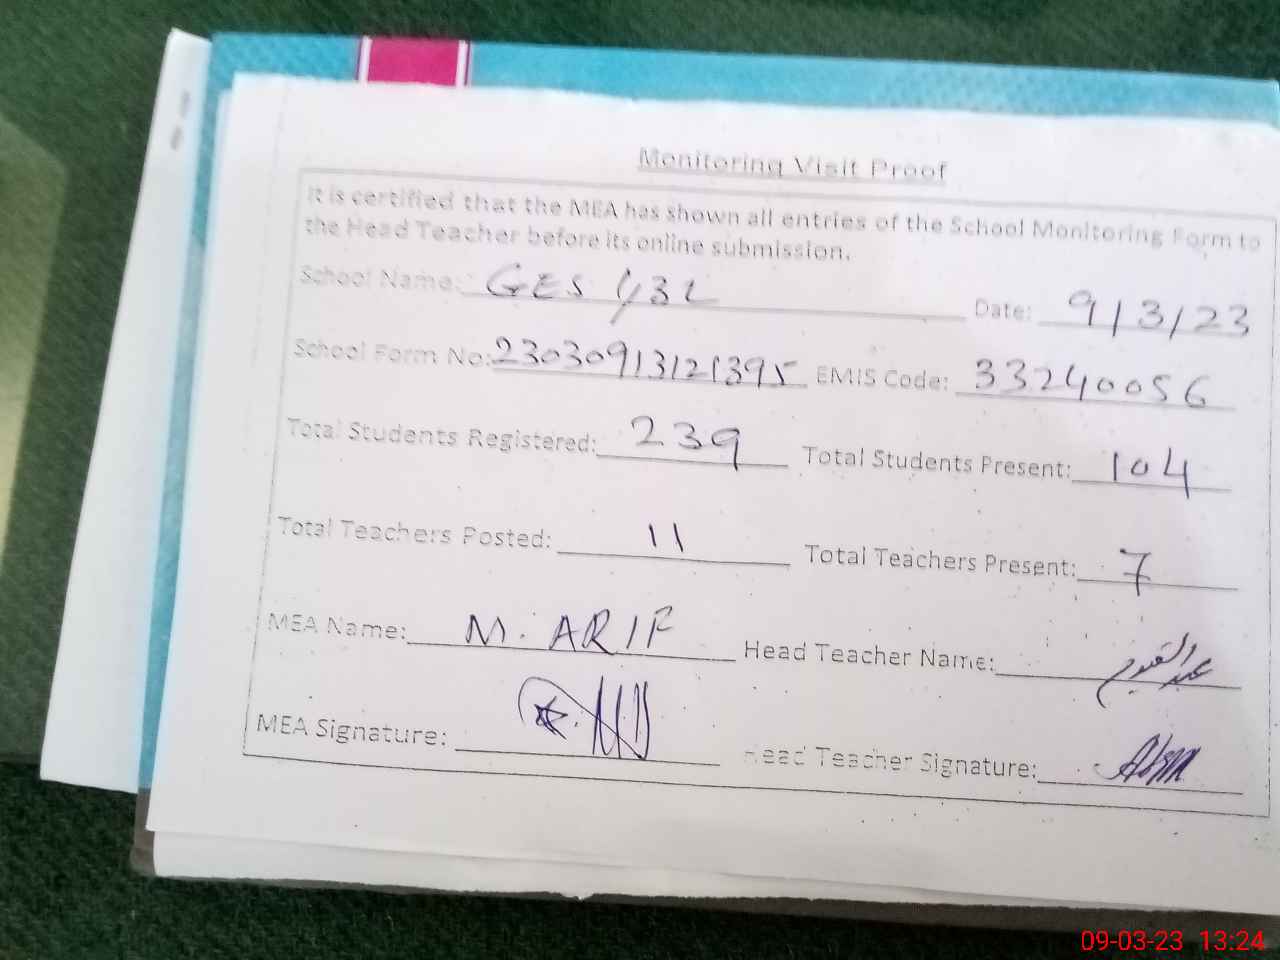 Monitoring Visit Proof
It is certified that the MEA has shown all entries of the School Monitoring Form to
the Head Teacher before its online submission.
School Name: GES 432 Date: 9/3/23
School Form No: 23030913121395 EMIS Code: 33240056
Total Students Registered: 239 Total Students Present: 104
Total Teachers Posted: 11 Total Teachers Present: 7
MEA Name: M. ARIF Head Teacher Name: عبدالقیوم
MEA Signature: Head Teacher Signature:
09-03-23 13:24